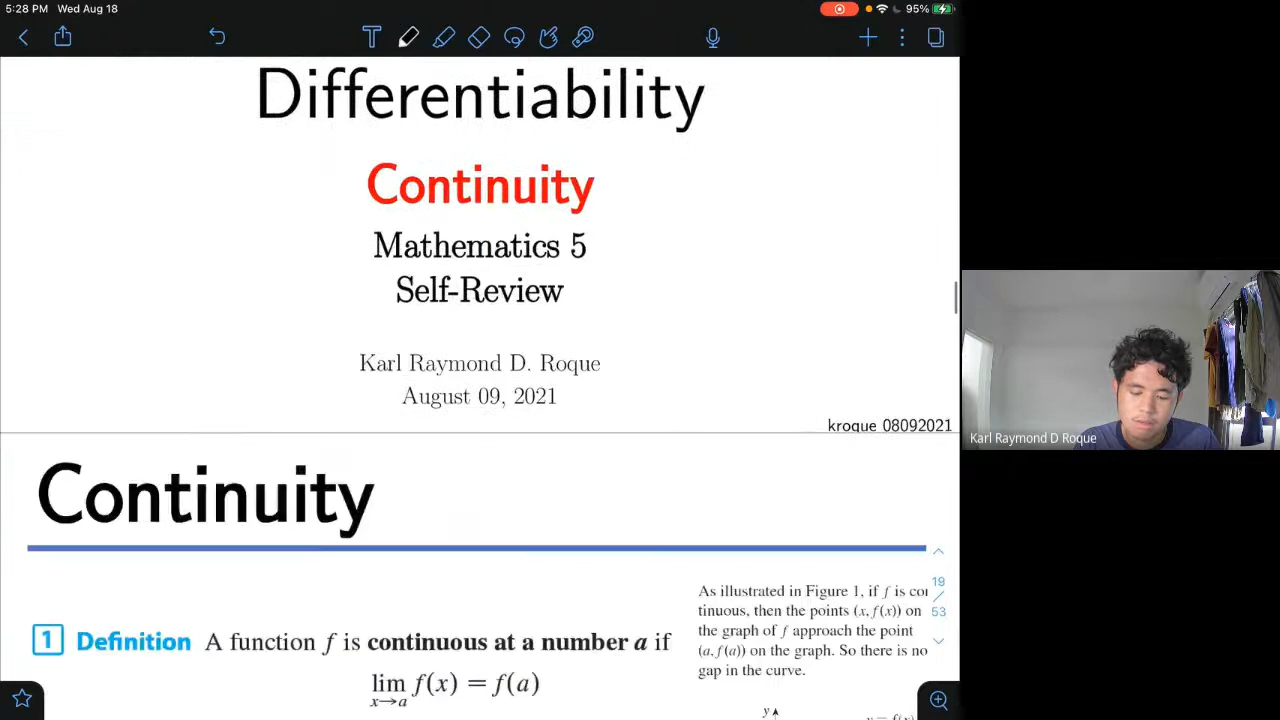 5:28 PM Wed Aug 18
95%
T
Differentiability
Continuity
Mathematics 5
Self-Review
Karl Raymond D. Roque
August 09, 2021
kroque 08092021
Karl Raymond D Roque
Continuity
1 Definition A function f is continuous at a number a if
lim f(x) = f(a)
x→a
As illustrated in Figure 1, if f is con
tinuous, then the points (x, f(x)) on
the graph of f approach the point
(a, f(a)) on the graph. So there is no
gap in the curve.
19
/
53
y
y = f(x)